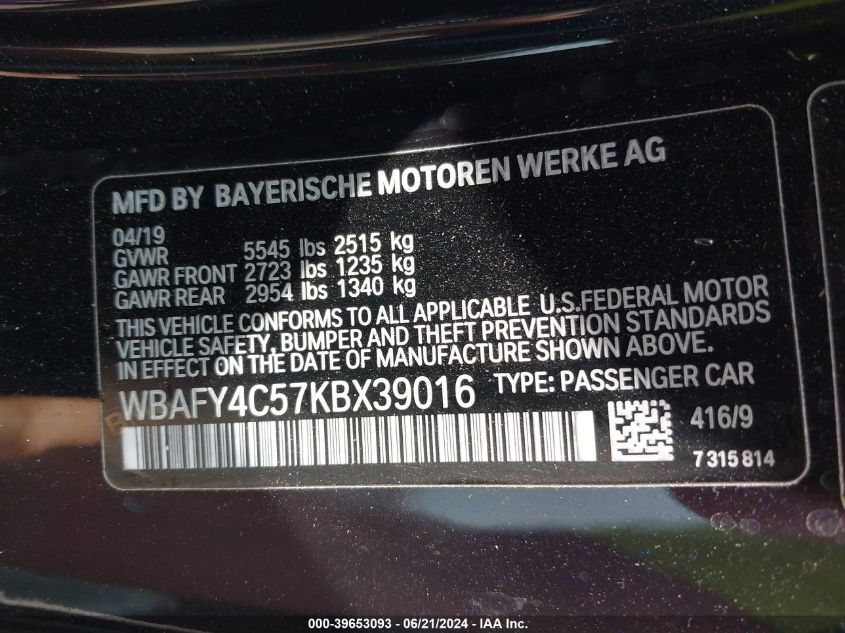 MFD BY BAYERISCHE MOTOREN WERKE AG
04/19
GVWR 5545 lbs 2515 kg
GAWR FRONT 2723 lbs 1235 kg
GAWR REAR 2954 lbs 1340 kg
THIS VEHICLE CONFORMS TO ALL APPLICABLE U.S.FEDERAL MOTOR
VEHICLE SAFETY, BUMPER AND THEFT PREVENTION STANDARDS
IN EFFECT ON THE DATE OF MANUFACTURE SHOWN ABOVE.
WBAFY4C57KBX39016 TYPE: PASSENGER CAR
416/9
7315814
000-39653093 - 06/21/2024 - IAA Inc.